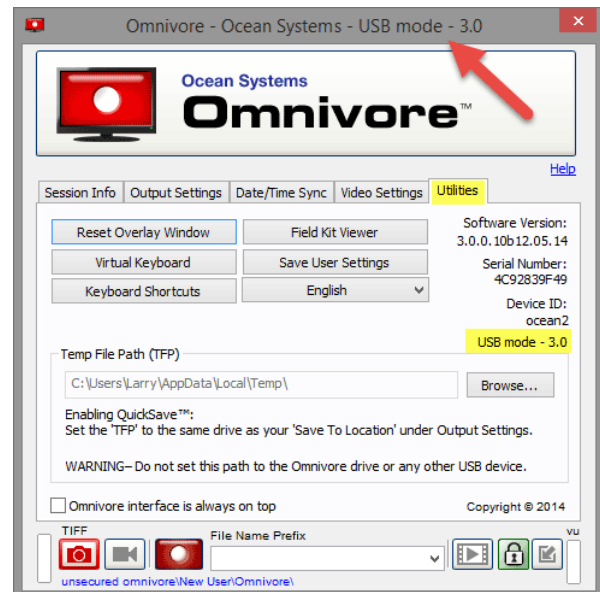 Omnivore - Ocean Systems - USB mode - 3.0
Ocean Systems
Omnivore™
Help
Session Info Output Settings Date/Time Sync Video Settings Utilities
Reset Overlay Window Field Kit Viewer
Virtual Keyboard Save User Settings
Keyboard Shortcuts English
Software Version:
3.0.0.10b12.05.14
Serial Number:
4C92839F49
Device ID:
ocean2
USB mode - 3.0
Temp File Path (TFP)
C:\Users\Larry\AppData\Local\Temp\ Browse...
Enabling QuickSave™:
Set the 'TFP' to the same drive as your 'Save To Location' under Output Settings.
WARNING– Do not set this path to the Omnivore drive or any other USB device.
Omnivore interface is always on top Copyright © 2014
TIFF File Name Prefix vu
unsecured omnivore\New User\Omnivore\